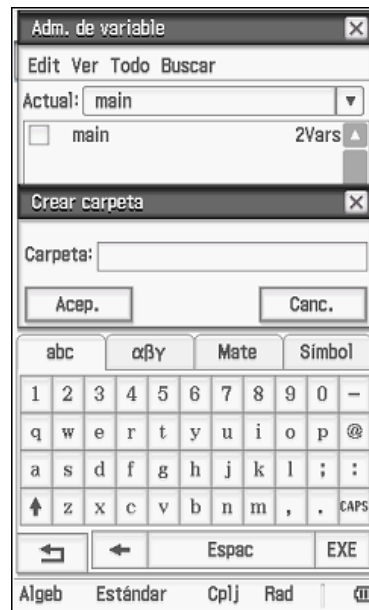 Adm. de variable
Edit Ver Todo Buscar
Actual: main
main 2Vars
Crear carpeta
Carpeta:
Acep. Canc.
abc αβγ Mate Símbol
1 2 3 4 5 6 7 8 9 0 −
q w e r t y u i o p @
a s d f g h j k l ; :
z x c v b n m , . CAPS
Espac EXE
Algeb Estándar Cplj Rad